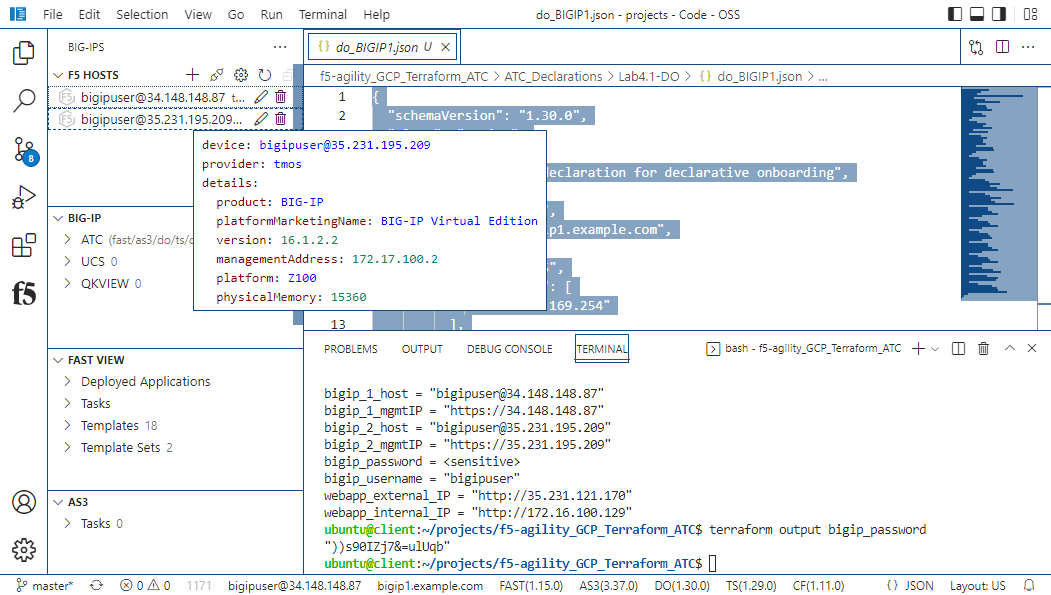 File Edit Selection View Go Run Terminal Help do_BIGIP1.json - projects - Code - OSS
BIG-IPS
F5 HOSTS
bigipuser@34.148.148.87 t...
bigipuser@35.231.195.209...
8
f5
device: bigipuser@35.231.195.209
provider: tmos
details:
product: BIG-IP
platformMarketingName: BIG-IP Virtual Edition
version: 16.1.2.2
managementAddress: 172.17.100.2
platform: Z100
physicalMemory: 15360
BIG-IP
ATC (fast/as3/do/ts/c
UCS 0
QKVIEW 0
FAST VIEW
Deployed Applications
Tasks
Templates 18
Template Sets 2
AS3
Tasks 0
{} do_BIGIP1.json U
f5-agility_GCP_Terraform_ATC > ATC_Declarations > Lab4.1-DO > {} do_BIGIP1.json > ...
1 {
2 "schemaVersion": "1.30.0",
declaration for declarative onboarding",
",
ip1.example.com",
",
: [
169.254"
13 ],
PROBLEMS OUTPUT DEBUG CONSOLE TERMINAL bash - f5-agility_GCP_Terraform_ATC
bigip_1_host = "bigipuser@34.148.148.87"
bigip_1_mgmtIP = "https://34.148.148.87"
bigip_2_host = "bigipuser@35.231.195.209"
bigip_2_mgmtIP = "https://35.231.195.209"
bigip_password = <sensitive>
bigip_username = "bigipuser"
webapp_external_IP = "http://35.231.121.170"
webapp_internal_IP = "http://172.16.100.129"
ubuntu@client:~/projects/f5-agility_GCP_Terraform_ATC$ terraform output bigip_password
"))s90IZj7&=ulUqb"
ubuntu@client:~/projects/f5-agility_GCP_Terraform_ATC$
master* 0 0 1171 bigipuser@34.148.148.87 bigip1.example.com FAST(1.15.0) AS3(3.37.0) DO(1.30.0) TS(1.29.0) CF(1.11.0) {} JSON Layout: US